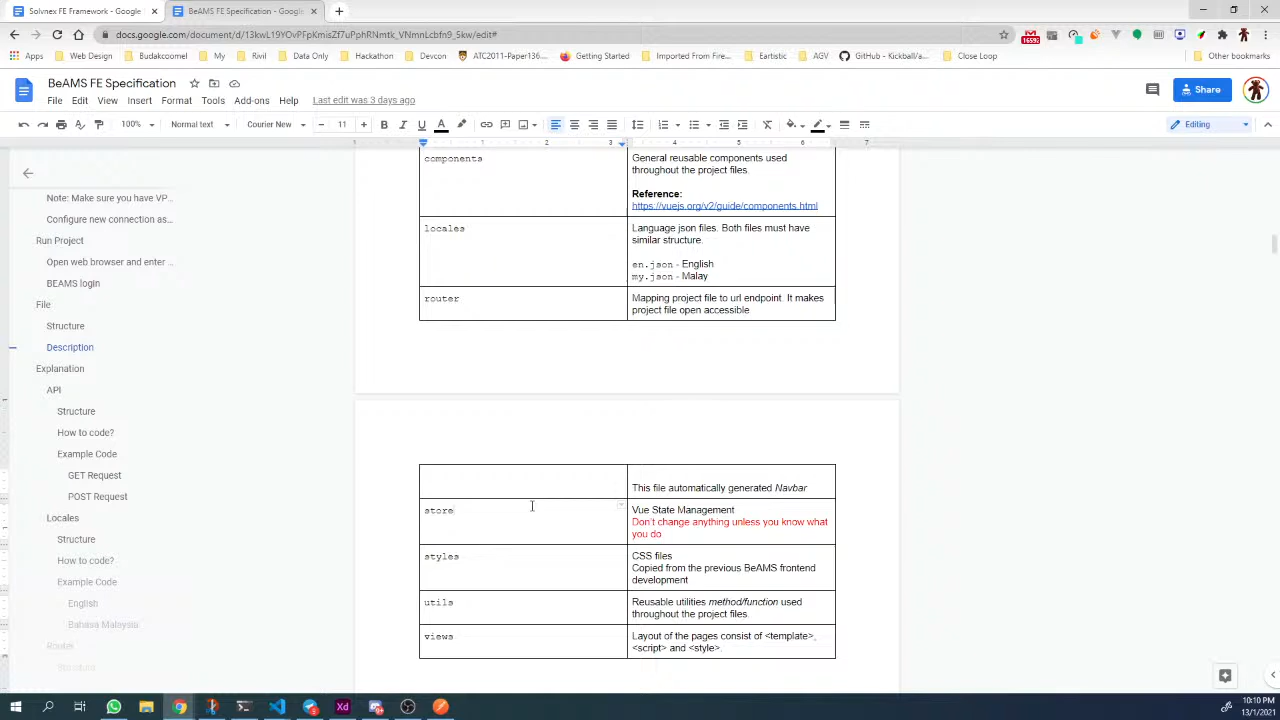 Solvnex FE Framework - Google
BeAMS FE Specification - Google
docs.google.com/document/d/13kwL19YOvPFpKmisZf7uPphRNmtk_VNmnLcbfn9_5kw/edit#
Apps
Web Design
Budakcoomel
My
Rivil
Data Only
Hackathon
Devcon
ATC2011-Paper136...
Getting Started
Imported From Fire...
Eartistic
AGV
GitHub - Kickball/a...
Close Loop
Other bookmarks
BeAMS FE Specification
File Edit View Insert Format Tools Add-ons Help Last edit was 3 days ago
Share
100% Normal text Courier New 11
Editing
Note: Make sure you have VP...
Configure new connection as...
Run Project
Open web browser and enter ...
BEAMS login
File
Structure
Description
Explanation
API
Structure
How to code?
Example Code
GET Request
POST Request
Locales
Structure
How to code?
Example Code
English
Bahasa Malaysia
Router
Structure
components
General reusable components used
throughout the project files.
Reference:
https://vuejs.org/v2/guide/components.html
locales
Language json files. Both files must have
similar structure.
en.json - English
my.json - Malay
router
Mapping project file to url endpoint. It makes
project file open accessible
This file automatically generated Navbar
store
Vue State Management
Don't change anything unless you know what
you do
styles
CSS files
Copied from the previous BeAMS frontend
development
utils
Reusable utilities method/function used
throughout the project files.
views
Layout of the pages consist of <template>,
<script> and <style>.
10:10 PM
13/1/2021